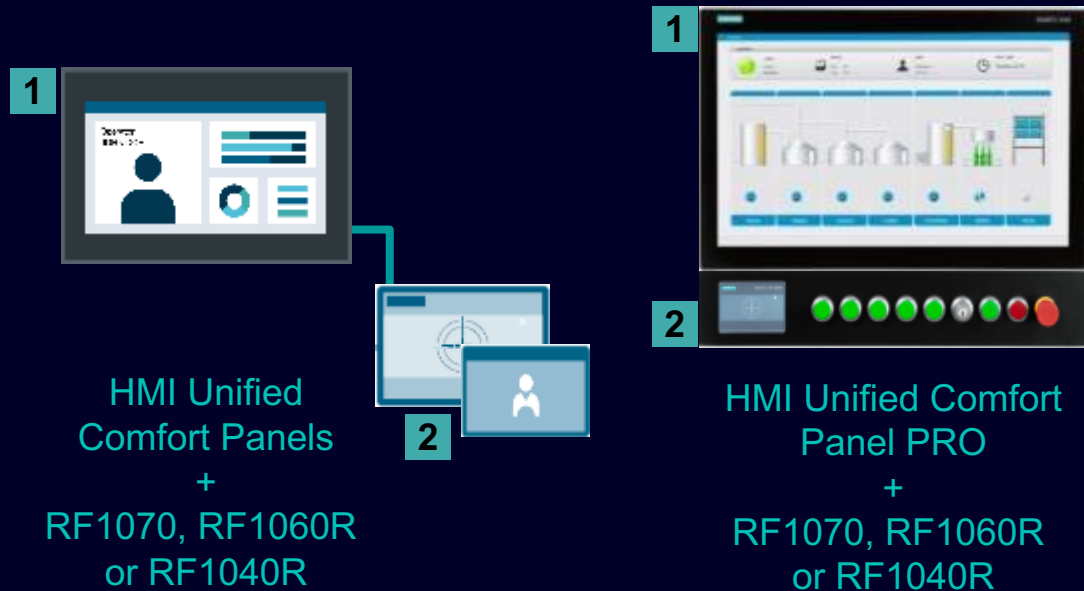 1
HMI Unified
Comfort Panels
+
RF1070, RF1060R
or RF1040R
2
1
SIEMENS
2
HMI Unified Comfort
Panel PRO
+
RF1070, RF1060R
or RF1040R